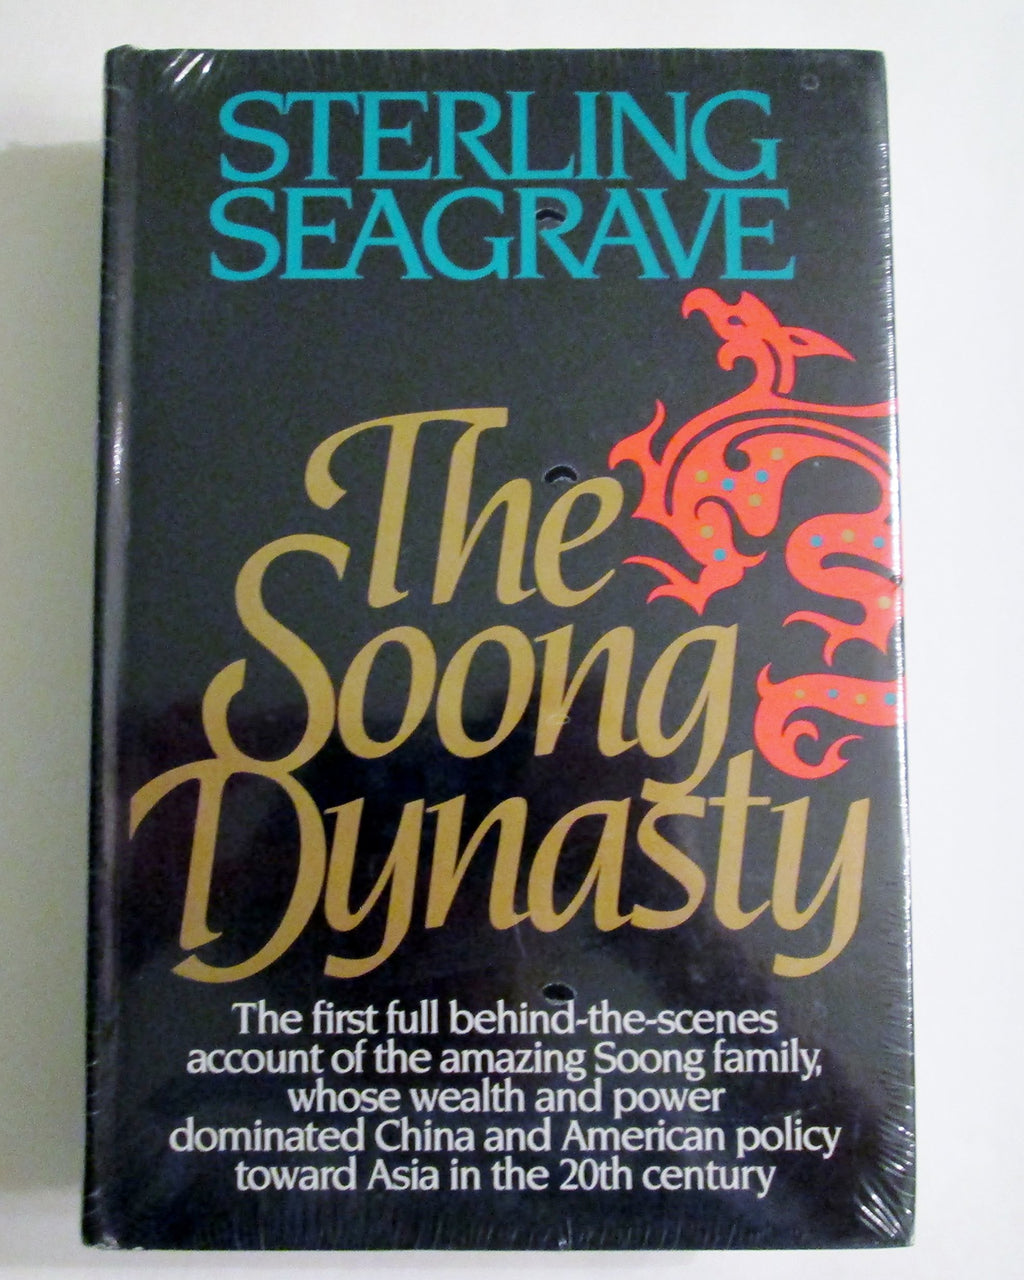 STERLING
SEAGRAVE
The
Soong
Dynasty
The first full behind-the-scenes
account of the amazing Soong family,
whose wealth and power
dominated China and American policy
toward Asia in the 20th century